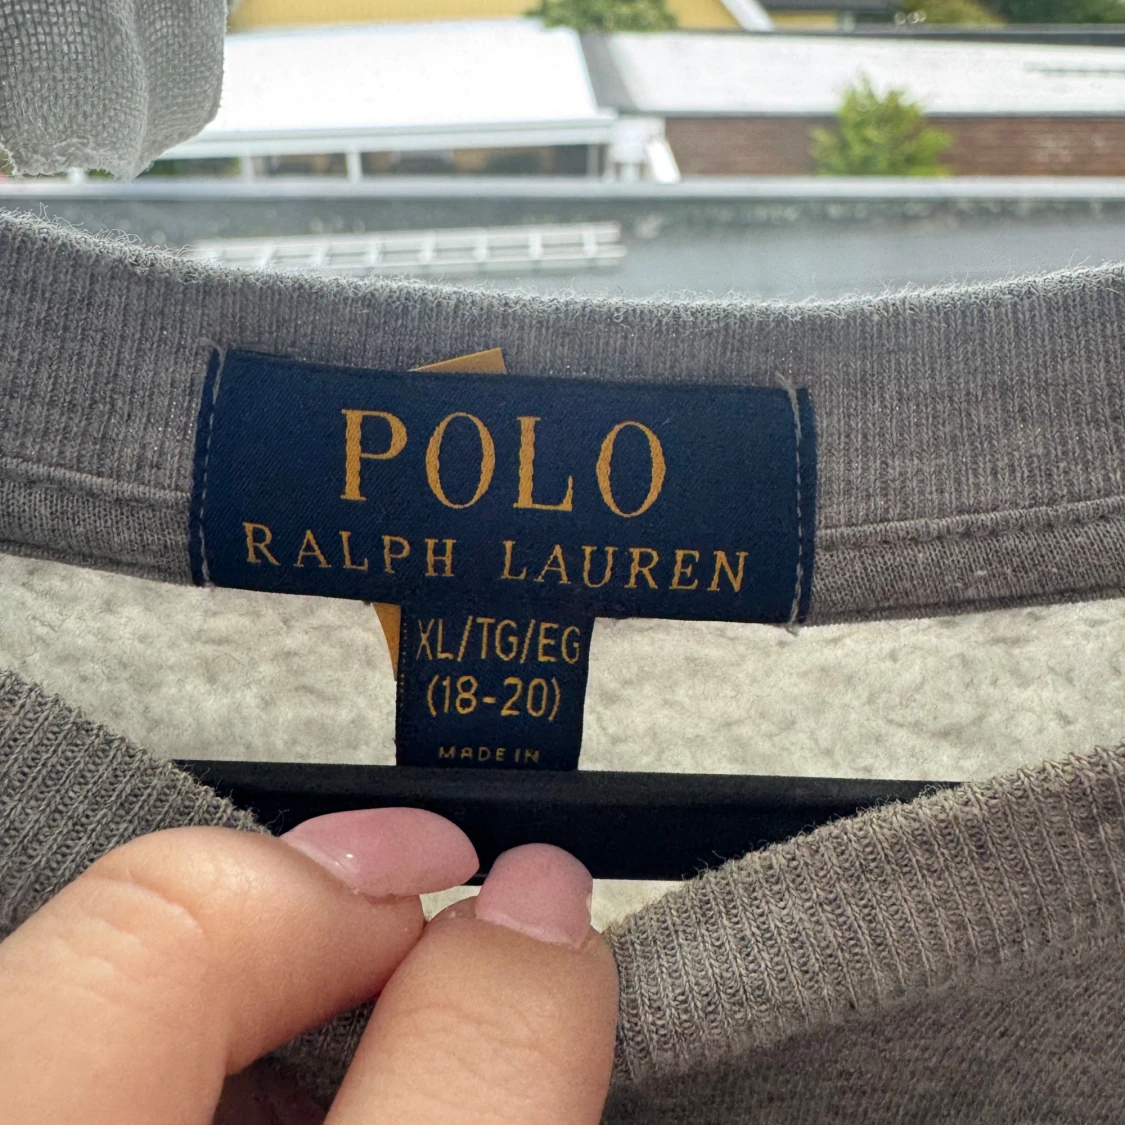 POLO
RALPH LAUREN
XL/TG/EG
(18-20)
MADE IN